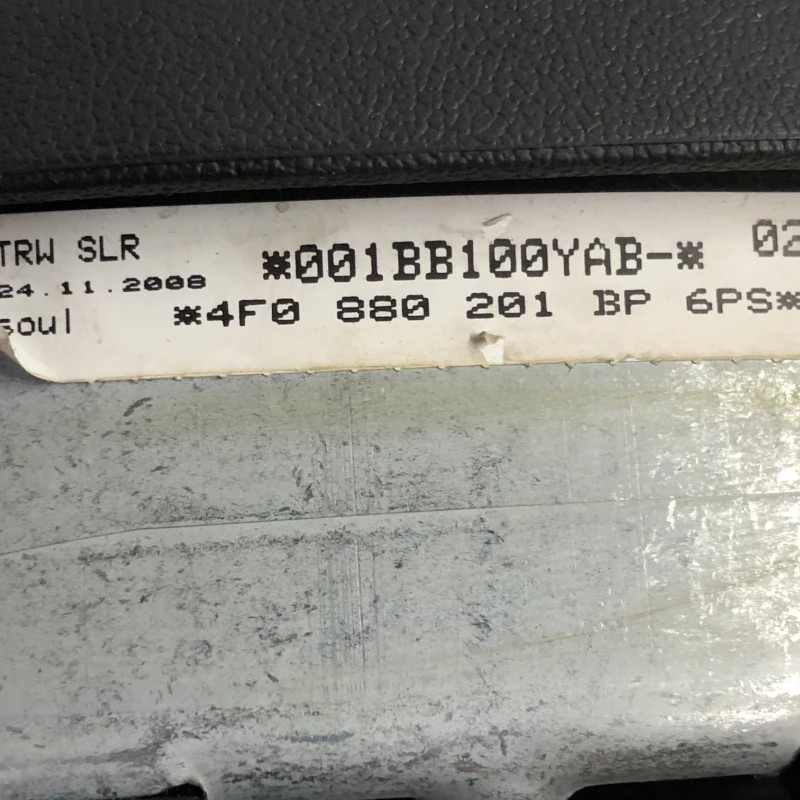 TRW SLR *001BB100YAB-* 02
24.11.2008
soul *4F0 880 201 BP 6PS*